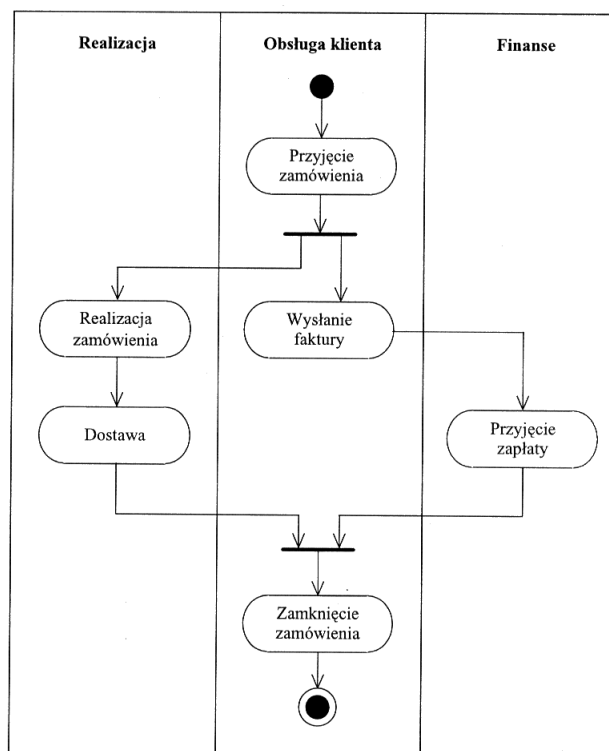 Realizacja
Obsługa klienta
Finanse
Przyjęcie
zamówienia
Realizacja
zamówienia
Wysłanie
faktury
Dostawa
Przyjęcie
zapłaty
Zamknięcie
zamówienia